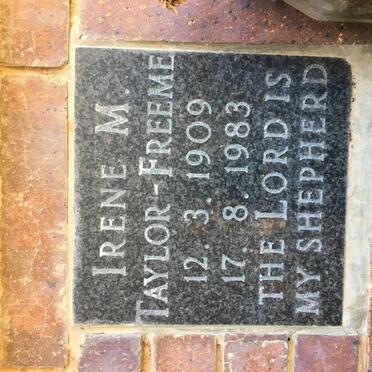 IRENE M.
TAYLOR-FREEME
12.3.1909
17.8.1983
THE LORD IS
MY SHEPHERD